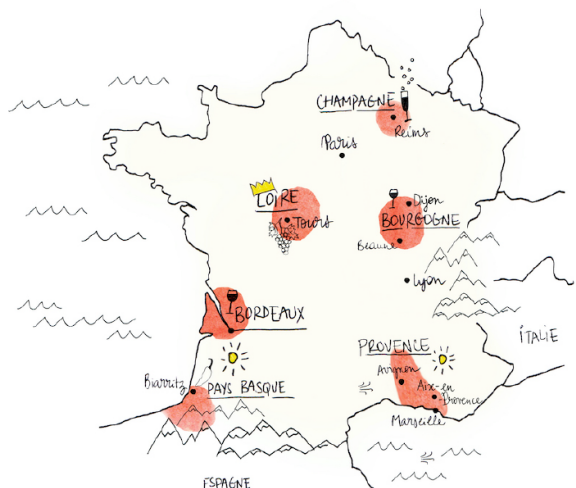 CHAMPAGNE
Reims
Paris
LOIRE
Tours
Dijon
BOURGOGNE
Beaune
Lyon
BORDEAUX
ITALIE
PROVENCE
Avignon
Biarritz
PAYS BASQUE
Aix-en
Provence
Marseille
ESPAGNE